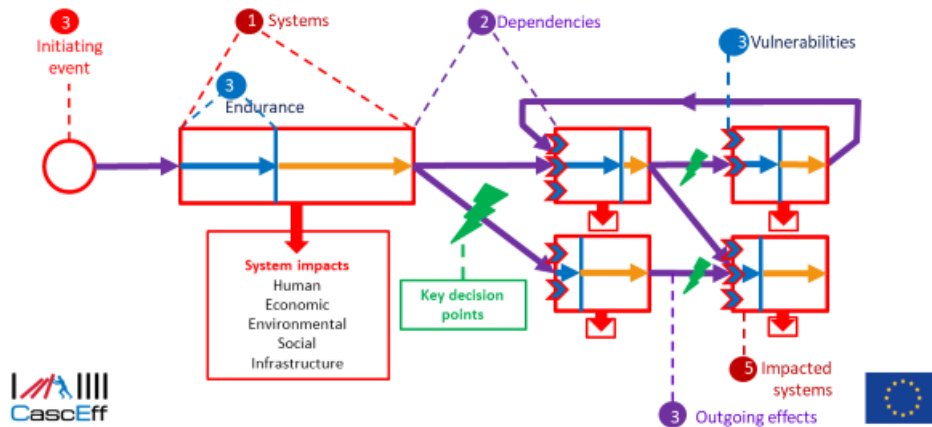 3
Initiating
event
1 Systems
3
Endurance
2 Dependencies
3 Vulnerabilities
System impacts
Human
Economic
Environmental
Social
Infrastructure
Key decision
points
5 Impacted
systems
3 Outgoing effects
CascEff